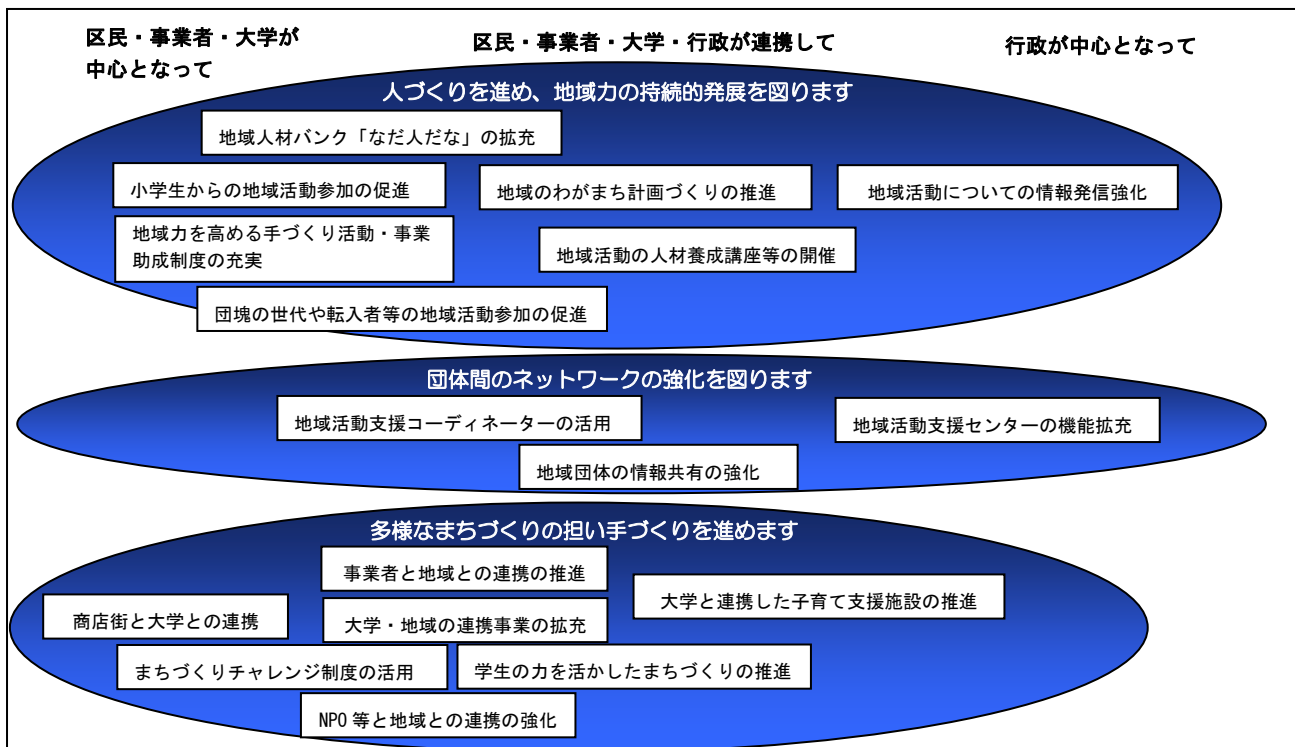 区民・事業者・大学が
中心となって
区民・事業者・大学・行政が連携して
行政が中心となって
人づくりを進め、地域力の持続的発展を図ります
地域人材バンク「なだ人だな」の拡充
小学生からの地域活動参加の促進
地域のわがまち計画づくりの推進
地域活動についての情報発信強化
地域力を高める手づくり活動・事業
助成制度の充実
地域活動の人材養成講座等の開催
団塊の世代や転入者等の地域活動参加の促進
団体間のネットワークの強化を図ります
地域活動支援コーディネーターの活用
地域活動支援センターの機能拡充
地域団体の情報共有の強化
多様なまちづくりの担い手づくりを進めます
事業者と地域との連携の推進
大学と連携した子育て支援施設の推進
商店街と大学との連携
大学・地域の連携事業の拡充
まちづくりチャレンジ制度の活用
学生の力を活かしたまちづくりの推進
NPO 等と地域との連携の強化